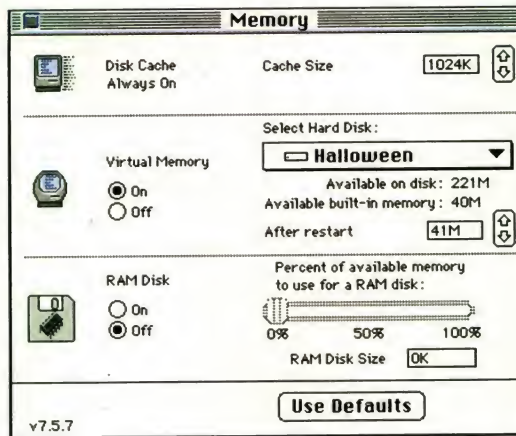 Memory
Disk Cache
Always On
Cache Size
1024K
Select Hard Disk:
Halloween
Virtual Memory
On
Off
Available on disk: 221M
Available built-in memory: 40M
After restart
41M
RAM Disk
On
Off
Percent of available memory
to use for a RAM disk:
0%
50%
100%
RAM Disk Size
0K
Use Defaults
v7.5.7